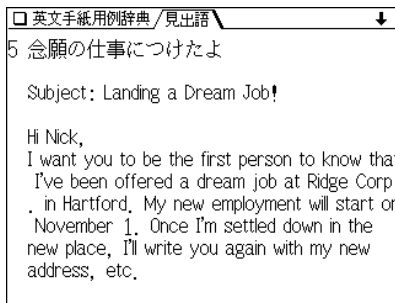 英文手紙用例辞典/見出語
5 念願の仕事につけたよ
Subject: Landing a Dream Job!
Hi Nick,
I want you to be the first person to know tha
I've been offered a dream job at Ridge Corp
. in Hartford. My new employment will start o
November 1. Once I'm settled down in the
new place, I'll write you again with my new
address, etc.